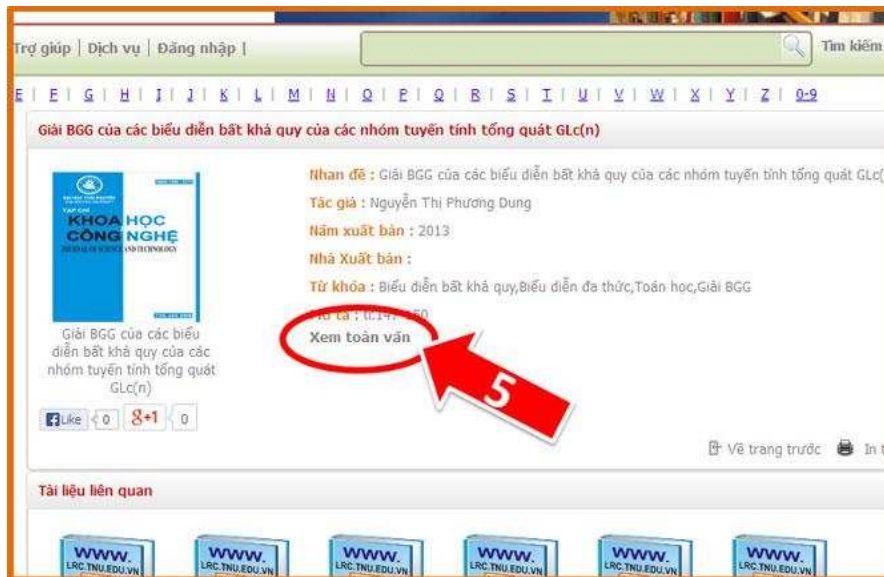 Trợ giúp | Dịch vụ | Đăng nhập |
Tìm kiếm
E | F | G | H | I | J | K | L | M | N | O | P | Q | R | S | T | U | V | W | X | Y | Z | 0-9
Giải BGG của các biểu diễn bất khả quy của các nhóm tuyến tính tổng quát GLc(n)
KHOA HỌC
CÔNG NGHỆ
Giải BGG của các biểu
diễn bất khả quy của các
nhóm tuyến tính tổng quát
GLc(n)
Like 0 g+1 0
Nhan đề : Giải BGG của các biểu diễn bất khả quy của các nhóm tuyến tính tổng quát GLc(
Tác giả : Nguyễn Thị Phương Dung
Năm xuất bản : 2013
Nhà Xuất bản :
Từ khóa : Biểu diễn bất khả quy,Biểu diễn đa thức,Toán học,Giải BGG
Mô tả : tr.147-150
Xem toàn văn
5
Về trang trước In t
Tài liệu liên quan
WWW. WWW. WWW. WWW. WWW. WWW.
LRC.TNU.EDU.VN LRC.TNU.EDU.VN LRC.TNU.EDU.VN LRC.TNU.EDU.VN LRC.TNU.EDU.VN LRC.TNU.EDU.VN